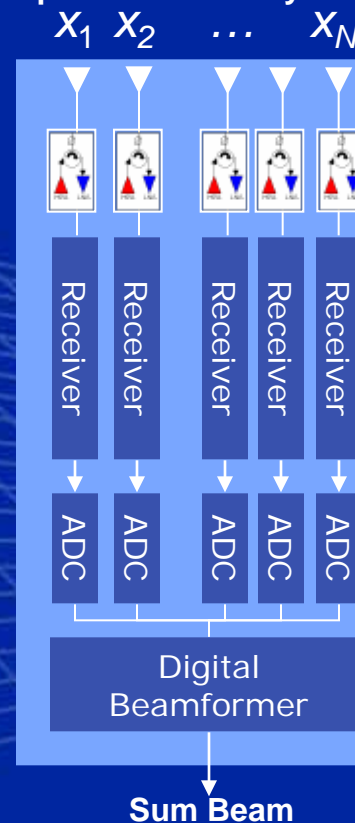 x1 x2 ... xN
Receiver Receiver Receiver Receiver Receiver
ADC ADC ADC ADC ADC
Digital
Beamformer
Sum Beam